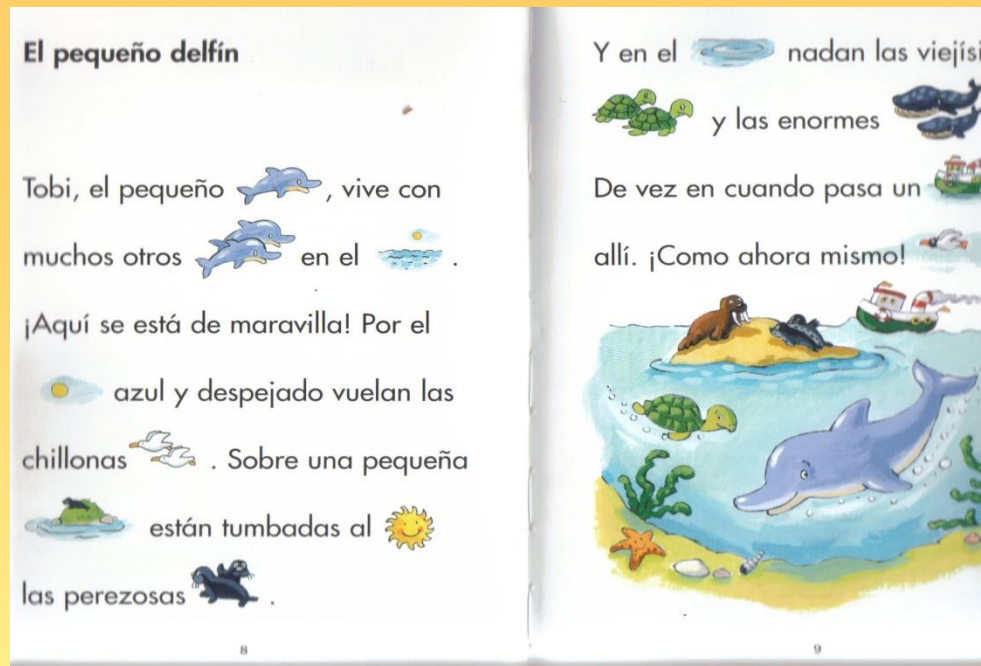 El pequeño delfín
Tobi, el pequeño , vive con
muchos otros en el .
¡Aquí se está de maravilla! Por el
azul y despejado vuelan las
chillonas . Sobre una pequeña
están tumbadas al
las perezosas .
8
Y en el nadan las viejísi
y las enormes
De vez en cuando pasa un
allí. ¡Como ahora mismo!
9